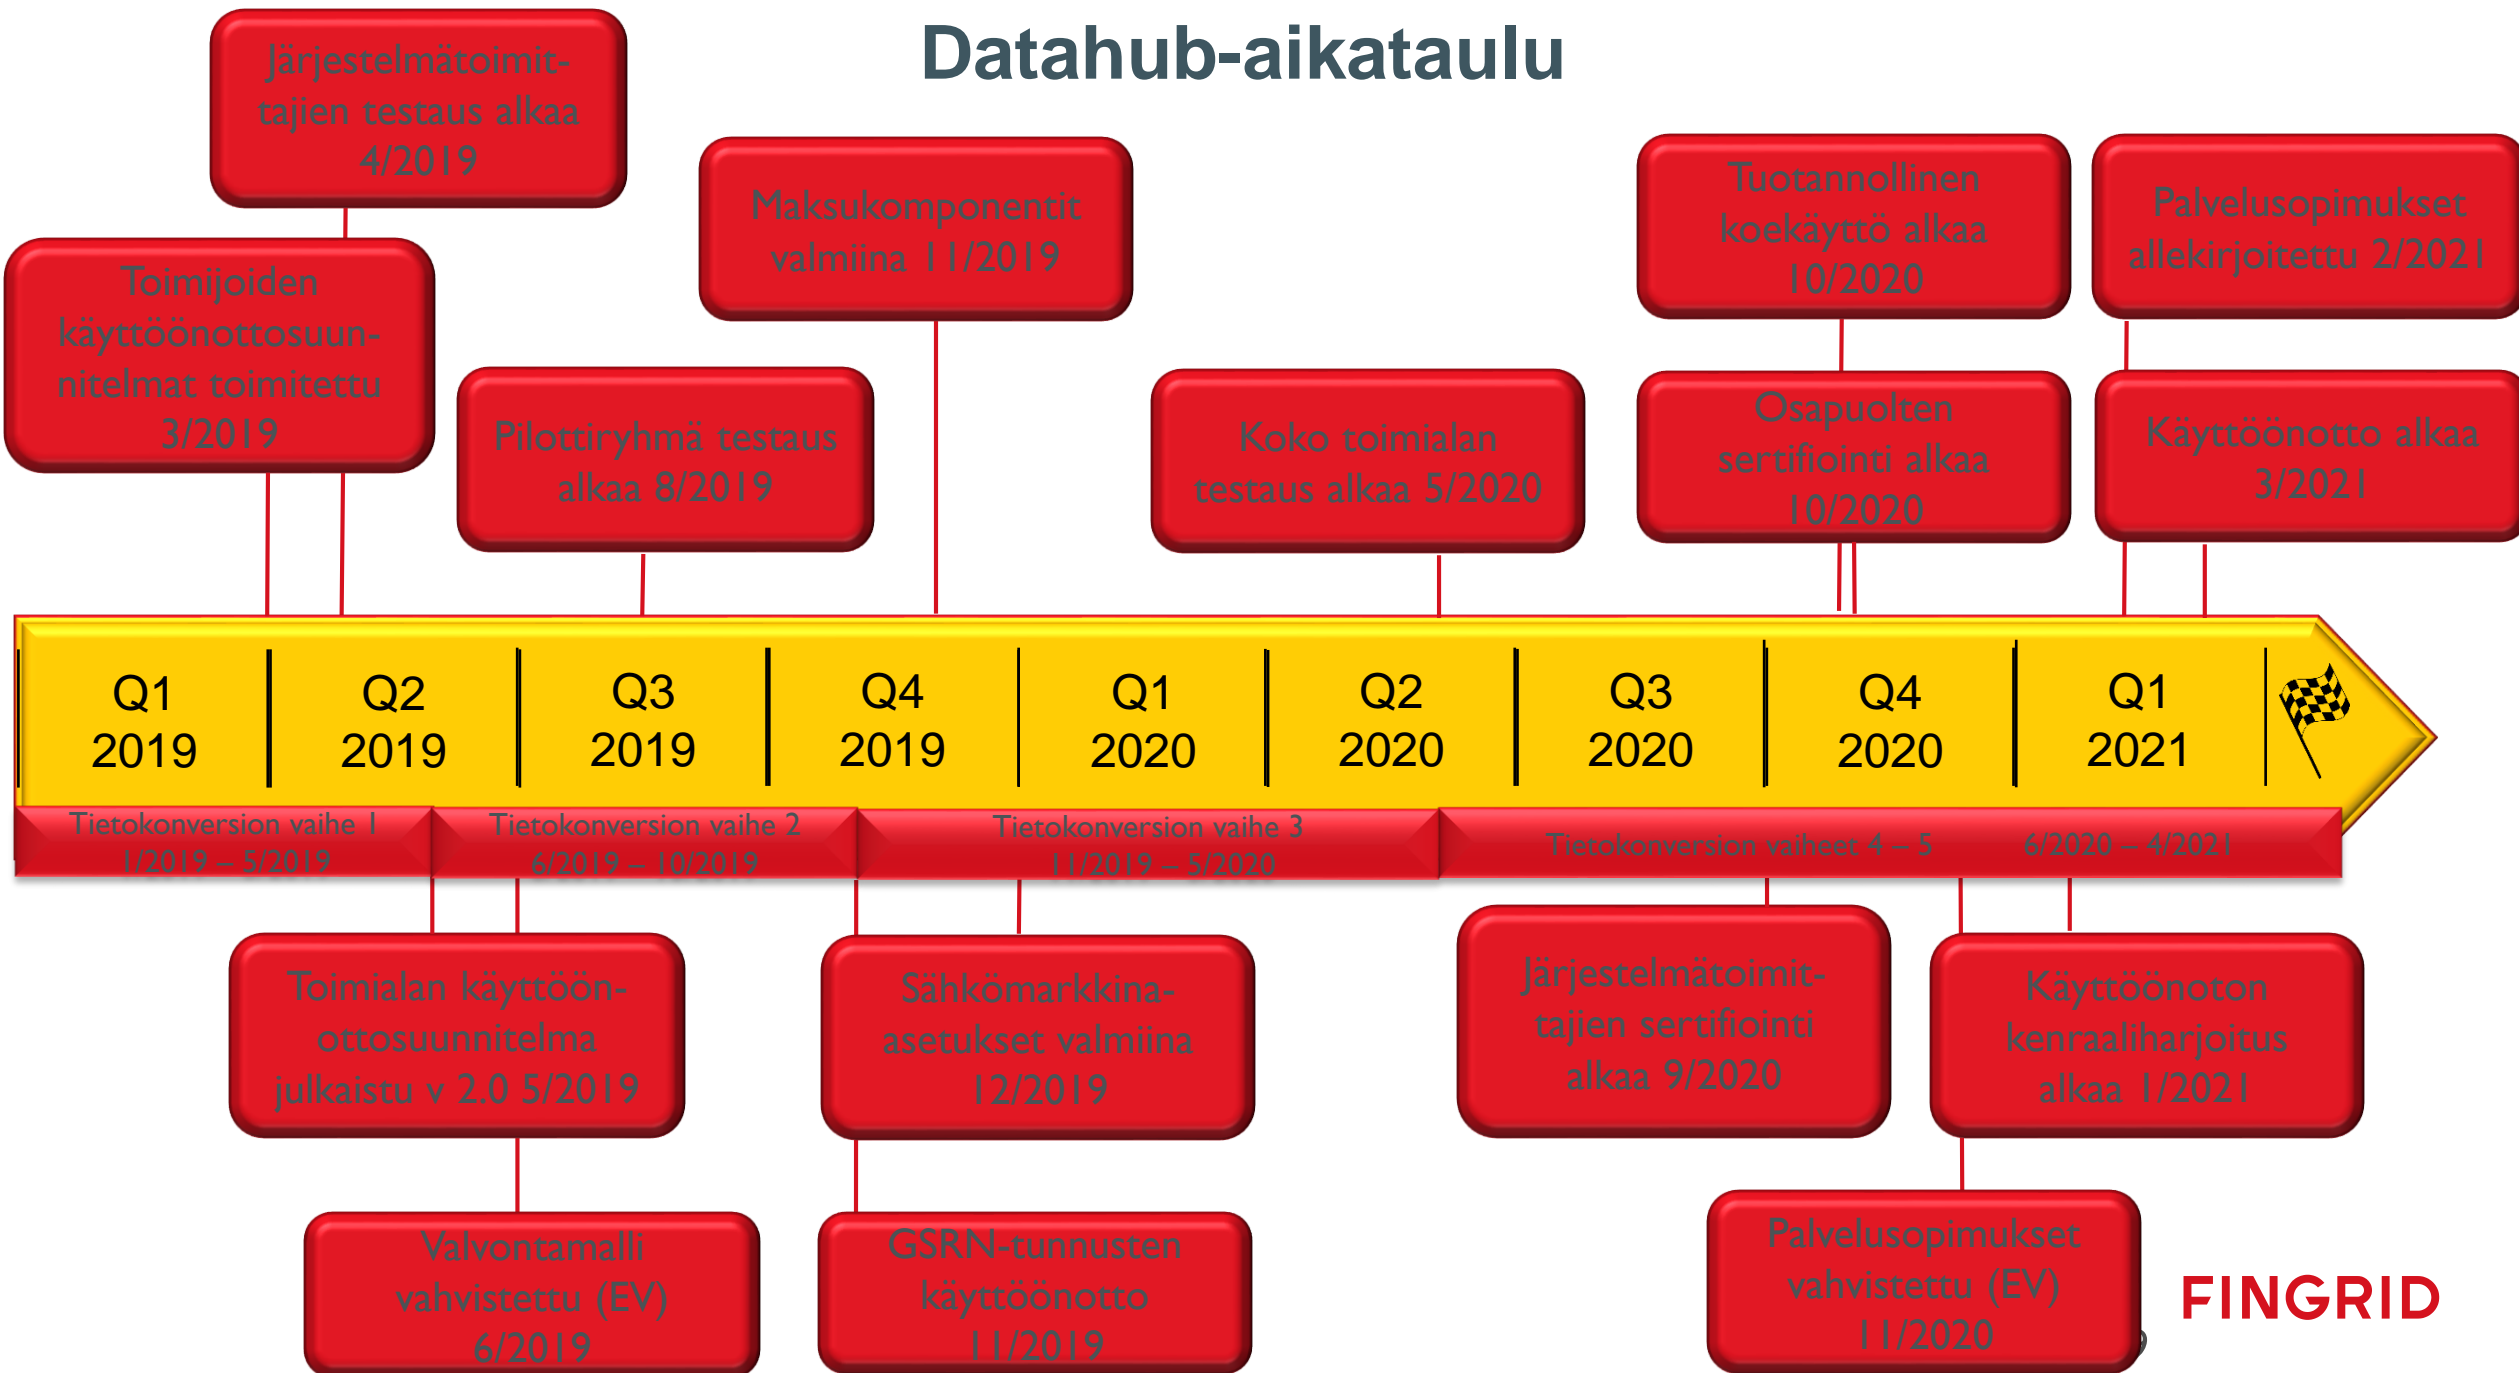 Datahub-aikataulu
Järjestelmätoimit-
tajien testaus alkaa
4/2019
Toimijoiden
käyttöönottosuun-
nitelmat toimitettu
3/2019
Pilottiryhmä testaus
alkaa 8/2019
Maksukomponentit
valmiina 11/2019
Koko toimialan
testaus alkaa 5/2020
Tuotannollinen
koekäyttö alkaa
10/2020
Osapuolten
sertifiointi alkaa
10/2020
Palvelusopimukset
allekirjoitettu 2/2021
Käyttöönotto alkaa
3/2021
Q1
2019
Q2
2019
Q3
2019
Q4
2019
Q1
2020
Q2
2020
Q3
2020
Q4
2020
Q1
2021
Tietokonversion vaihe 1
1/2019 – 5/2019
Tietokonversion vaihe 2
6/2019 – 10/2019
Tietokonversion vaihe 3
11/2019 – 5/2020
Tietokonversion vaiheet 4 – 5 6/2020 – 4/2021
Toimialan käyttöön-
ottosuunnitelma
julkaistu v 2.0 5/2019
Valvontamalli
vahvistettu (EV)
6/2019
Sähkömarkkina-
asetukset valmiina
12/2019
GSRN-tunnusten
käyttöönotto
11/2019
Järjestelmätoimit-
tajien sertifiointi
alkaa 9/2020
Käyttöönoton
kenraaliharjoitus
alkaa 1/2021
Palvelusopimukset
vahvistettu (EV)
11/2020
FINGRID